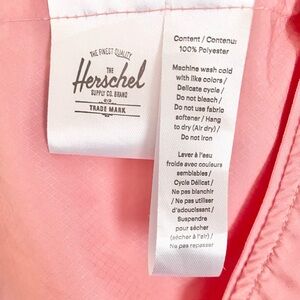 THE FINEST QUALITY
THE
Herschel
SUPPLY CO. BRAND
TRADE MARK
Content / Contenu:
100% Polyester
Machine wash cold
with like colors /
Delicate cycle /
Do not bleach /
Do not use fabric
softener / Hang
to dry (Air dry) /
Do not iron
Laver à l'eau
froide avec couleurs
semblables /
Cycle Délicat /
Ne pas blanchir
/ Ne pas utiliser
d'adoucissant /
Suspendre
pour sécher
(sécher à l'air) /
Ne pas repasser